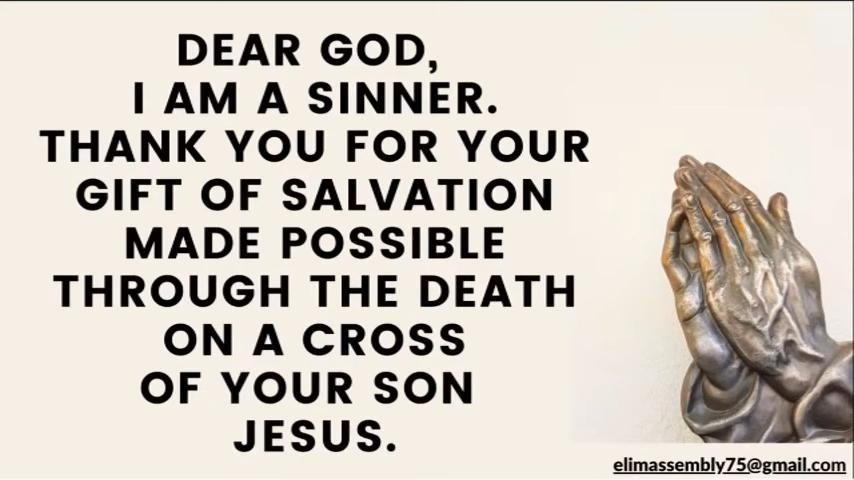 DEAR GOD,
I AM A SINNER.
THANK YOU FOR YOUR
GIFT OF SALVATION
MADE POSSIBLE
THROUGH THE DEATH
ON A CROSS
OF YOUR SON
JESUS.
elimassembly75@gmail.com